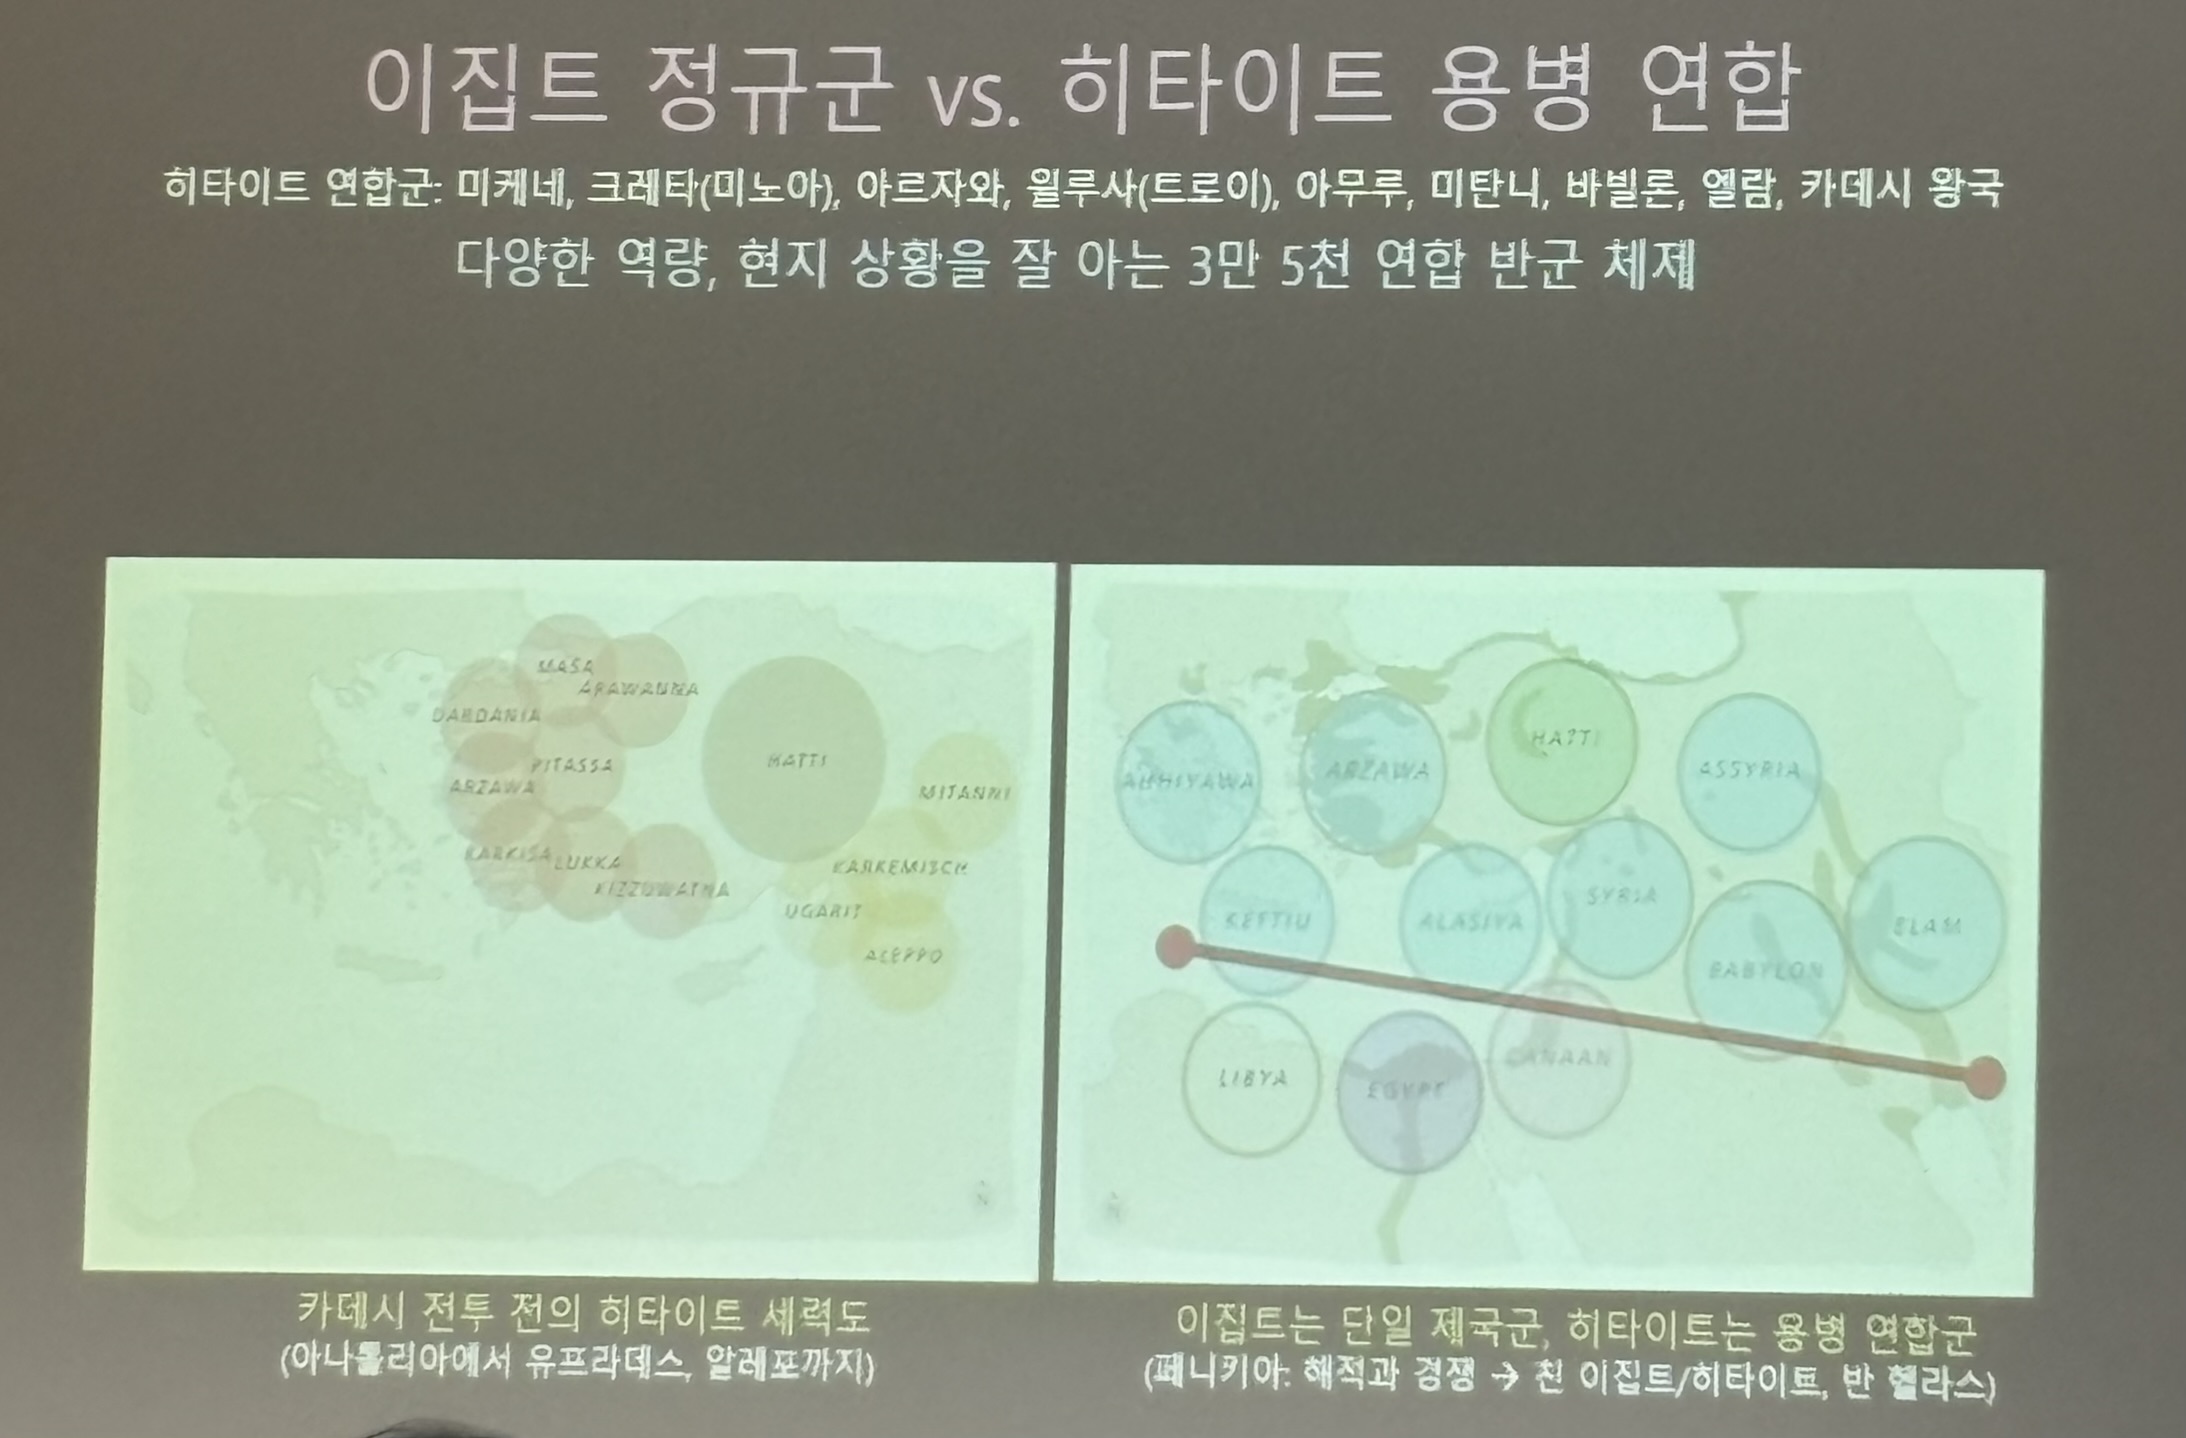 이집트 정규군 vs. 히타이트 용병 연합
히타이트 연합군: 미케네, 크레타(미노아), 아르자와, 윌루사(트로이), 아무루, 미탄니, 바빌론, 엘람, 카데시 왕국
다양한 역량, 현지 상황을 잘 아는 3만 5천 연합 반군 체제
MASA
ARAWANNA
DARDANIA
PITASSA
ARZAWA
HATTI
MITANNI
KARKISA
LUKKA
KIZZUWATNA
KARKEMISCH
UGARIT
ALEPPO
N
HATTI
AHHIYAWA
ARZAWA
ASSYRIA
KEFTIU
ALASIYA
SYRIA
BABYLON
ELAM
LIBYA
EGYPT
CANAAN
N
카데시 전투 전의 히타이트 세력도
(아나톨리아에서 유프라데스, 알레포까지)
이집트는 단일 제국군, 히타이트는 용병 연합군
(페니키아: 해적과 경쟁 → 친 이집트/히타이트, 반 헬라스)